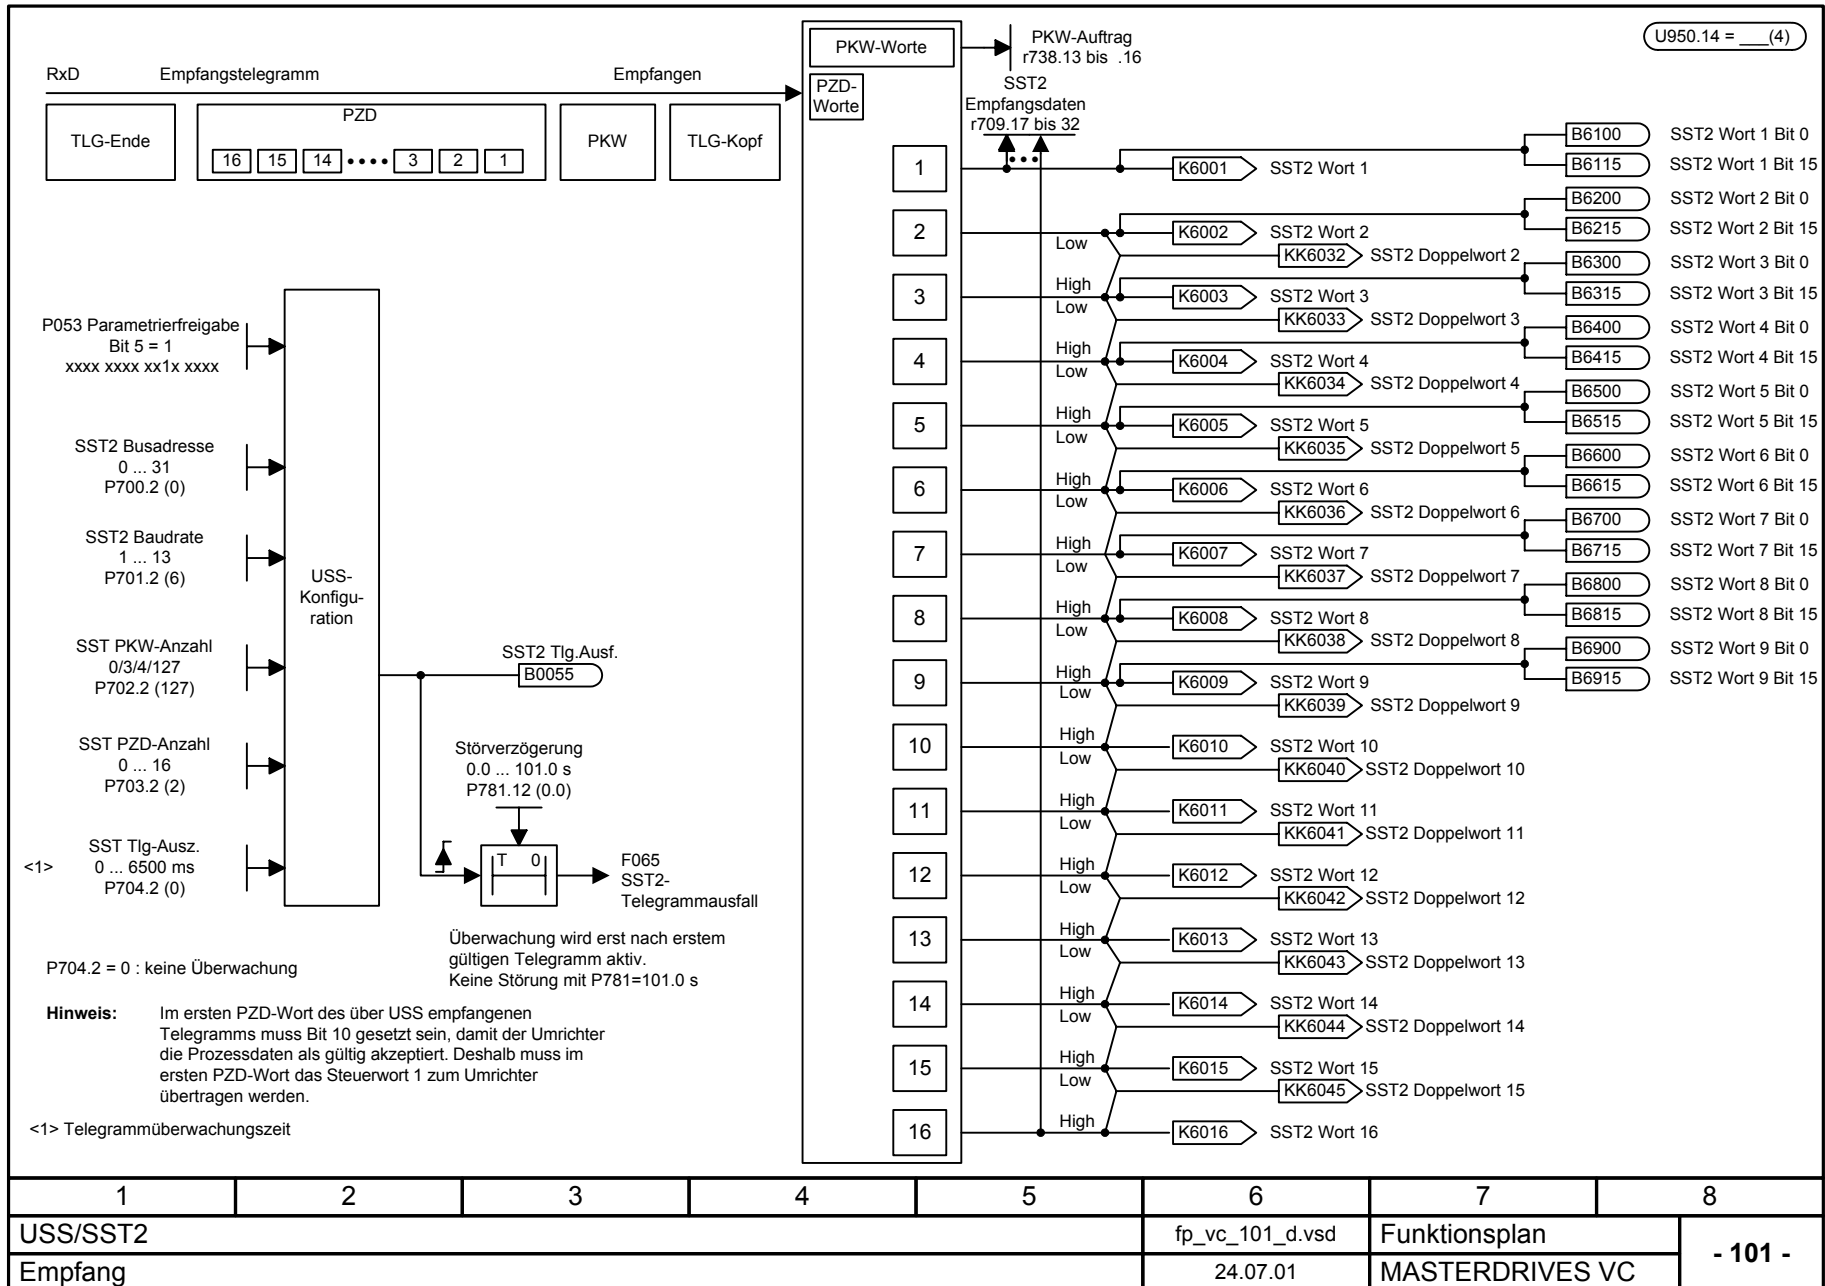 U950.14 = ___(4)
PKW-Worte
PKW-Auftrag
r738.13 bis .16
RxD
Empfangstelegramm
Empfangen
PZD-
Worte
SST2
Empfangsdaten
r709.17 bis 32
TLG-Ende
PZD
16 15 14 •••• 3 2 1
PKW
TLG-Kopf
P053 Parametrierfreigabe
Bit 5 = 1
xxxx xxxx xx1x xxxx
SST2 Busadresse
0 ... 31
P700.2 (0)
SST2 Baudrate
1 ... 13
P701.2 (6)
SST PKW-Anzahl
0/3/4/127
P702.2 (127)
SST PZD-Anzahl
0 ... 16
P703.2 (2)
<1>
SST Tlg-Ausz.
0 ... 6500 ms
P704.2 (0)
USS-
Konfigu-
ration
SST2 Tlg.Ausf.
B0055
Störverzögerung
0.0 ... 101.0 s
P781.12 (0.0)
T 0
F065
SST2-
Telegrammausfall
Überwachung wird erst nach erstem
gültigen Telegramm aktiv.
Keine Störung mit P781=101.0 s
P704.2 = 0 : keine Überwachung
Hinweis: Im ersten PZD-Wort des über USS empfangenen
Telegramms muss Bit 10 gesetzt sein, damit der Umrichter
die Prozessdaten als gültig akzeptiert. Deshalb muss im
ersten PZD-Wort das Steuerwort 1 zum Umrichter
übertragen werden.
<1> Telegrammüberwachungszeit
B6100 SST2 Wort 1 Bit 0
1 K6001 SST2 Wort 1 B6115 SST2 Wort 1 Bit 15
B6200 SST2 Wort 2 Bit 0
2 K6002 SST2 Wort 2 B6215 SST2 Wort 2 Bit 15
Low KK6032 SST2 Doppelwort 2
B6300 SST2 Wort 3 Bit 0
3 High K6003 SST2 Wort 3 B6315 SST2 Wort 3 Bit 15
Low KK6033 SST2 Doppelwort 3
B6400 SST2 Wort 4 Bit 0
4 High K6004 SST2 Wort 4 B6415 SST2 Wort 4 Bit 15
Low KK6034 SST2 Doppelwort 4
B6500 SST2 Wort 5 Bit 0
5 High K6005 SST2 Wort 5 B6515 SST2 Wort 5 Bit 15
Low KK6035 SST2 Doppelwort 5
B6600 SST2 Wort 6 Bit 0
6 High K6006 SST2 Wort 6 B6615 SST2 Wort 6 Bit 15
Low KK6036 SST2 Doppelwort 6
B6700 SST2 Wort 7 Bit 0
7 High K6007 SST2 Wort 7 B6715 SST2 Wort 7 Bit 15
Low KK6037 SST2 Doppelwort 7
B6800 SST2 Wort 8 Bit 0
8 High K6008 SST2 Wort 8 B6815 SST2 Wort 8 Bit 15
Low KK6038 SST2 Doppelwort 8
B6900 SST2 Wort 9 Bit 0
9 High K6009 SST2 Wort 9 B6915 SST2 Wort 9 Bit 15
Low KK6039 SST2 Doppelwort 9
10 High K6010 SST2 Wort 10
Low KK6040 SST2 Doppelwort 10
11 High K6011 SST2 Wort 11
Low KK6041 SST2 Doppelwort 11
12 High K6012 SST2 Wort 12
Low KK6042 SST2 Doppelwort 12
13 High K6013 SST2 Wort 13
Low KK6043 SST2 Doppelwort 13
14 High K6014 SST2 Wort 14
Low KK6044 SST2 Doppelwort 14
15 High K6015 SST2 Wort 15
Low KK6045 SST2 Doppelwort 15
16 High K6016 SST2 Wort 16
1 2 3 4 5 6 7 8
USS/SST2 fp_vc_101_d.vsd Funktionsplan
- 101 -
Empfang 24.07.01 MASTERDRIVES VC